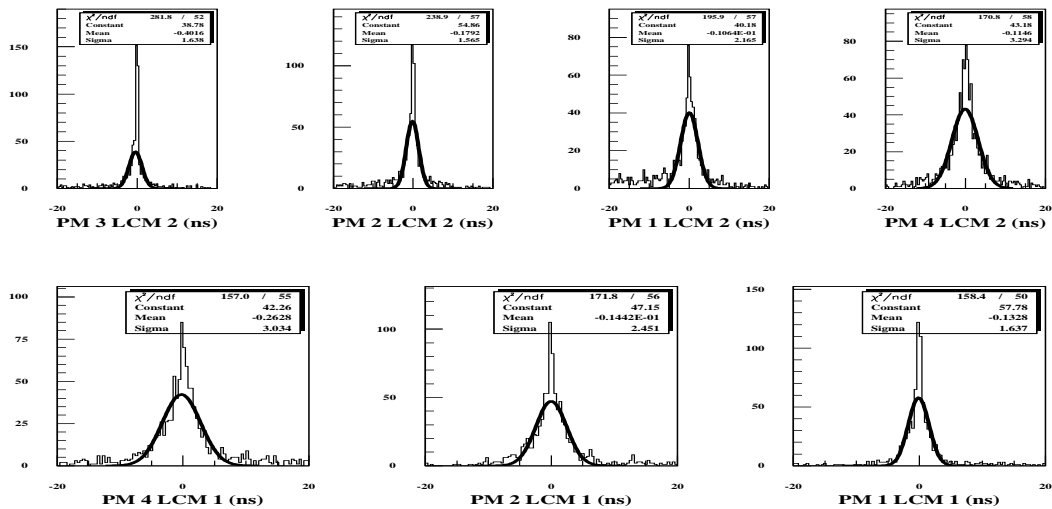 χ²/ndf 281.8 / 52
Constant 38.78
Mean -0.4016
Sigma 1.638
150
100
50
0
-20 0 20
PM 3 LCM 2 (ns)
χ²/ndf 238.9 / 57
Constant 54.86
Mean -0.1792
Sigma 1.565
100
50
0
-20 0 20
PM 2 LCM 2 (ns)
χ²/ndf 195.9 / 57
Constant 40.18
Mean -0.1064E-01
Sigma 2.165
80
60
40
20
0
-20 0 20
PM 1 LCM 2 (ns)
χ²/ndf 170.8 / 58
Constant 43.18
Mean -0.1146
Sigma 3.294
80
60
40
20
0
-20 0 20
PM 4 LCM 2 (ns)
χ²/ndf 157.0 / 55
Constant 42.26
Mean -0.2628
Sigma 3.034
100
75
50
25
0
-20 0 20
PM 4 LCM 1 (ns)
χ²/ndf 171.8 / 56
Constant 47.15
Mean -0.1442E-01
Sigma 2.451
100
50
0
-20 0 20
PM 2 LCM 1 (ns)
χ²/ndf 158.4 / 50
Constant 57.78
Mean -0.1328
Sigma 1.637
150
100
50
0
-20 0 20
PM 1 LCM 1 (ns)